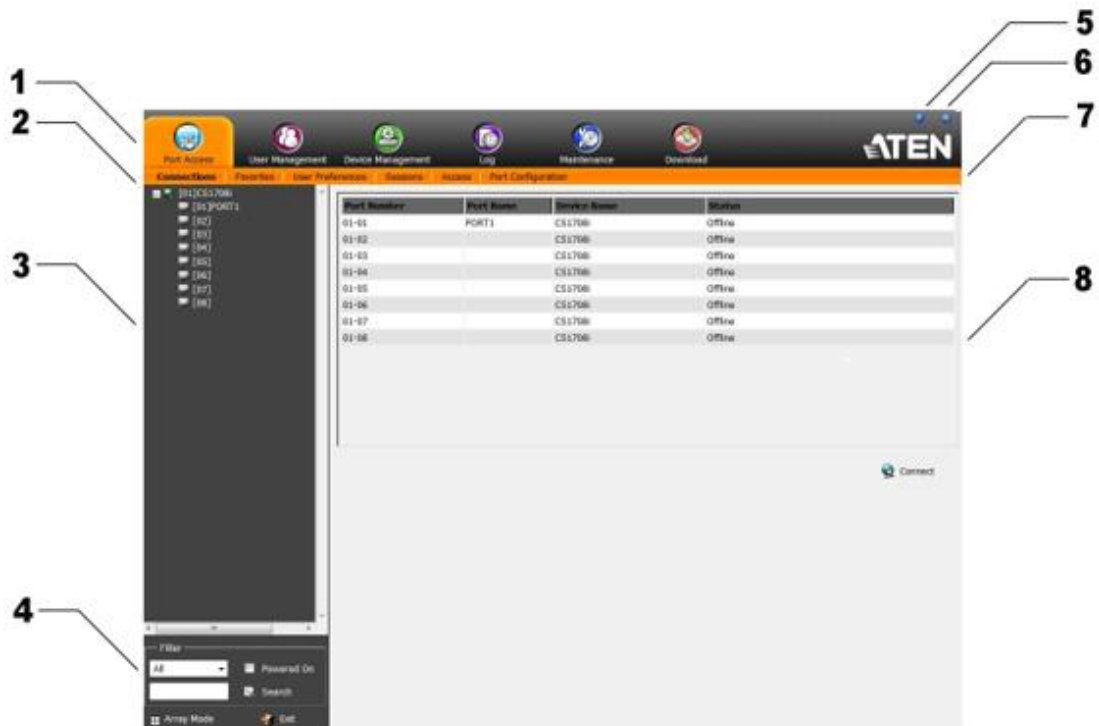 5
6
1
2
7
ATEN
Port Access User Management Device Management Log Maintenance Download
Connections Favorites User Preferences Sessions Access Port Configuration
[01]CS1708i
[01]PORT1
[02]
[03]
[04]
[05]
[06]
[07]
[08]
Port Number Port Name Device Name Status
01-01 PORT1 CS1708i Offline
01-02 CS1708i Offline
01-03 CS1708i Offline
01-04 CS1708i Offline
01-05 CS1708i Offline
01-06 CS1708i Offline
01-07 CS1708i Offline
01-08 CS1708i Offline
3
8
Connect
4
Filter
All Powered On
Search
Array Mode Exit